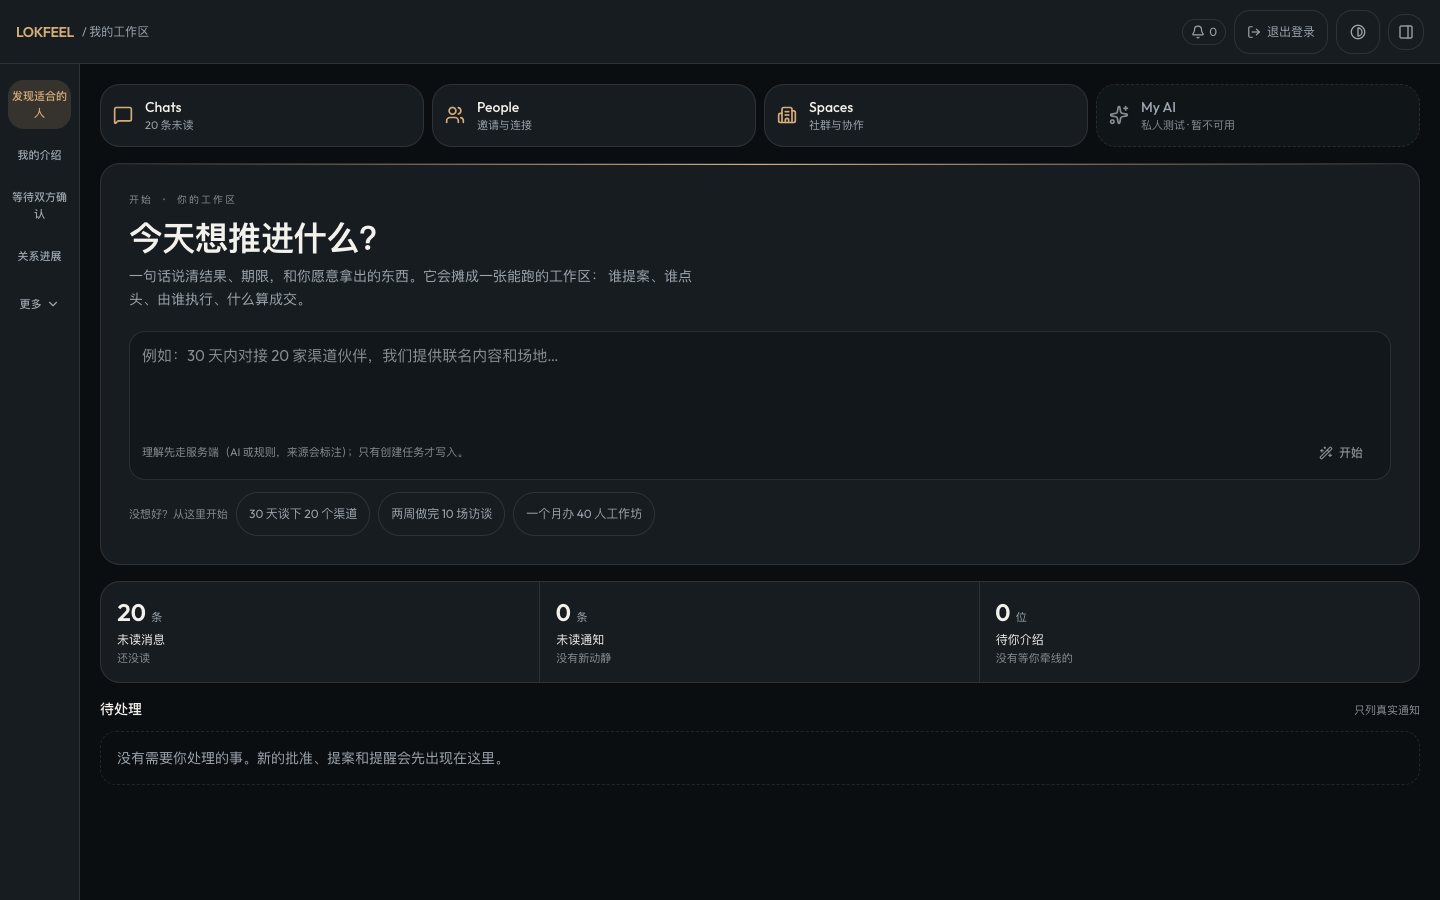 LOKFEEL / 我的工作区
0
退出登录
发现适合的
人
我的介绍
等待双方确
认
关系进展
更多
Chats
20 条未读
People
邀请与连接
Spaces
社群与协作
My AI
私人测试·暂不可用
开始 · 你的工作区
今天想推进什么?
一句话说清结果、期限，和你愿意拿出的东西。它会摊成一张能跑的工作区： 谁提案、谁点
头、由谁执行、什么算成交。
例如：30 天内对接 20 家渠道伙伴，我们提供联名内容和场地...
理解先走服务端（AI 或规则，来源会标注）；只有创建任务才写入。
开始
没想好？从这里开始
30 天谈下 20 个渠道
两周做完 10 场访谈
一个月办 40 人工作坊
20 条
未读消息
还没读
0 条
未读通知
没有新动静
0 位
待你介绍
没有等你牵线的
待处理
只列真实通知
没有需要你处理的事。新的批准、提案和提醒会先出现在这里。